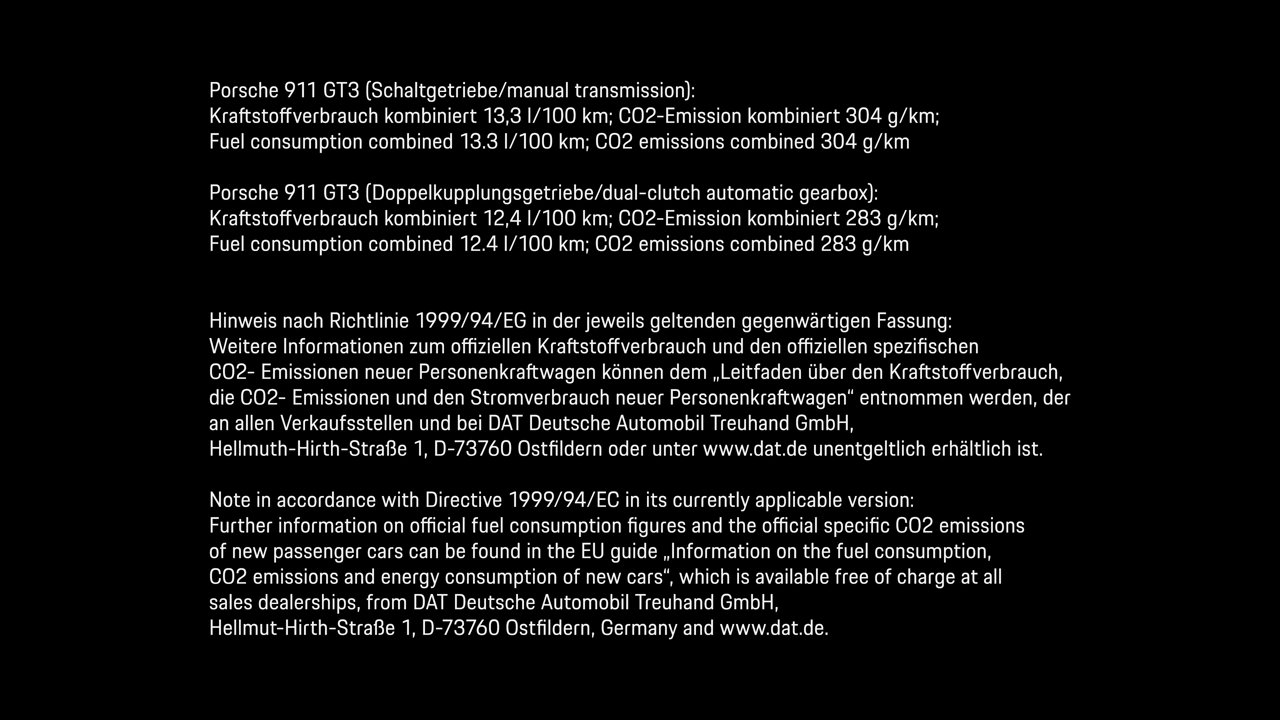 Porsche 911 GT3 (Schaltgetriebe/manual transmission):
Kraftstoffverbrauch kombiniert 13,3 l/100 km; CO2-Emission kombiniert 304 g/km;
Fuel consumption combined 13.3 l/100 km; CO2 emissions combined 304 g/km
Porsche 911 GT3 (Doppelkupplungsgetriebe/dual-clutch automatic gearbox):
Kraftstoffverbrauch kombiniert 12,4 l/100 km; CO2-Emission kombiniert 283 g/km;
Fuel consumption combined 12.4 l/100 km; CO2 emissions combined 283 g/km
Hinweis nach Richtlinie 1999/94/EG in der jeweils geltenden gegenwärtigen Fassung:
Weitere Informationen zum offiziellen Kraftstoffverbrauch und den offiziellen spezifischen
CO2- Emissionen neuer Personenkraftwagen können dem „Leitfaden über den Kraftstoffverbrauch,
die CO2- Emissionen und den Stromverbrauch neuer Personenkraftwagen“ entnommen werden, der
an allen Verkaufsstellen und bei DAT Deutsche Automobil Treuhand GmbH,
Hellmuth-Hirth-Straße 1, D-73760 Ostfildern oder unter www.dat.de unentgeltlich erhältlich ist.
Note in accordance with Directive 1999/94/EC in its currently applicable version:
Further information on official fuel consumption figures and the official specific CO2 emissions
of new passenger cars can be found in the EU guide „Information on the fuel consumption,
CO2 emissions and energy consumption of new cars“, which is available free of charge at all
sales dealerships, from DAT Deutsche Automobil Treuhand GmbH,
Hellmut-Hirth-Straße 1, D-73760 Ostfildern, Germany and www.dat.de.